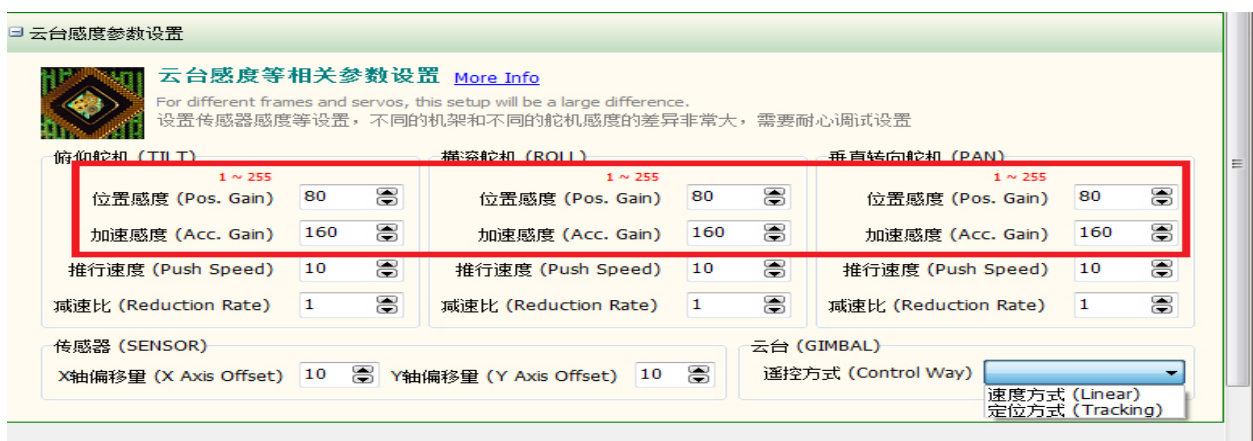 云台感度参数设置
云台感度等相关参数设置 More Info
For different frames and servos, this setup will be a large difference.
设置传感器感度等设置，不同的机架和不同的舵机感度的差异非常大，需要耐心调试设置
俯仰舵机 (TILT) 横滚舵机 (ROLL) 垂直转向舵机 (PAN)
1 ~ 255 1 ~ 255 1 ~ 255
位置感度 (Pos. Gain) 80 位置感度 (Pos. Gain) 80 位置感度 (Pos. Gain) 80
加速感度 (Acc. Gain) 160 加速感度 (Acc. Gain) 160 加速感度 (Acc. Gain) 160
推行速度 (Push Speed) 10 推行速度 (Push Speed) 10 推行速度 (Push Speed) 10
减速比 (Reduction Rate) 1 减速比 (Reduction Rate) 1 减速比 (Reduction Rate) 1
传感器 (SENSOR) 云台 (GIMBAL)
X轴偏移量 (X Axis Offset) 10 Y轴偏移量 (Y Axis Offset) 10 遥控方式 (Control Way)
速度方式 (Linear)
定位方式 (Tracking)